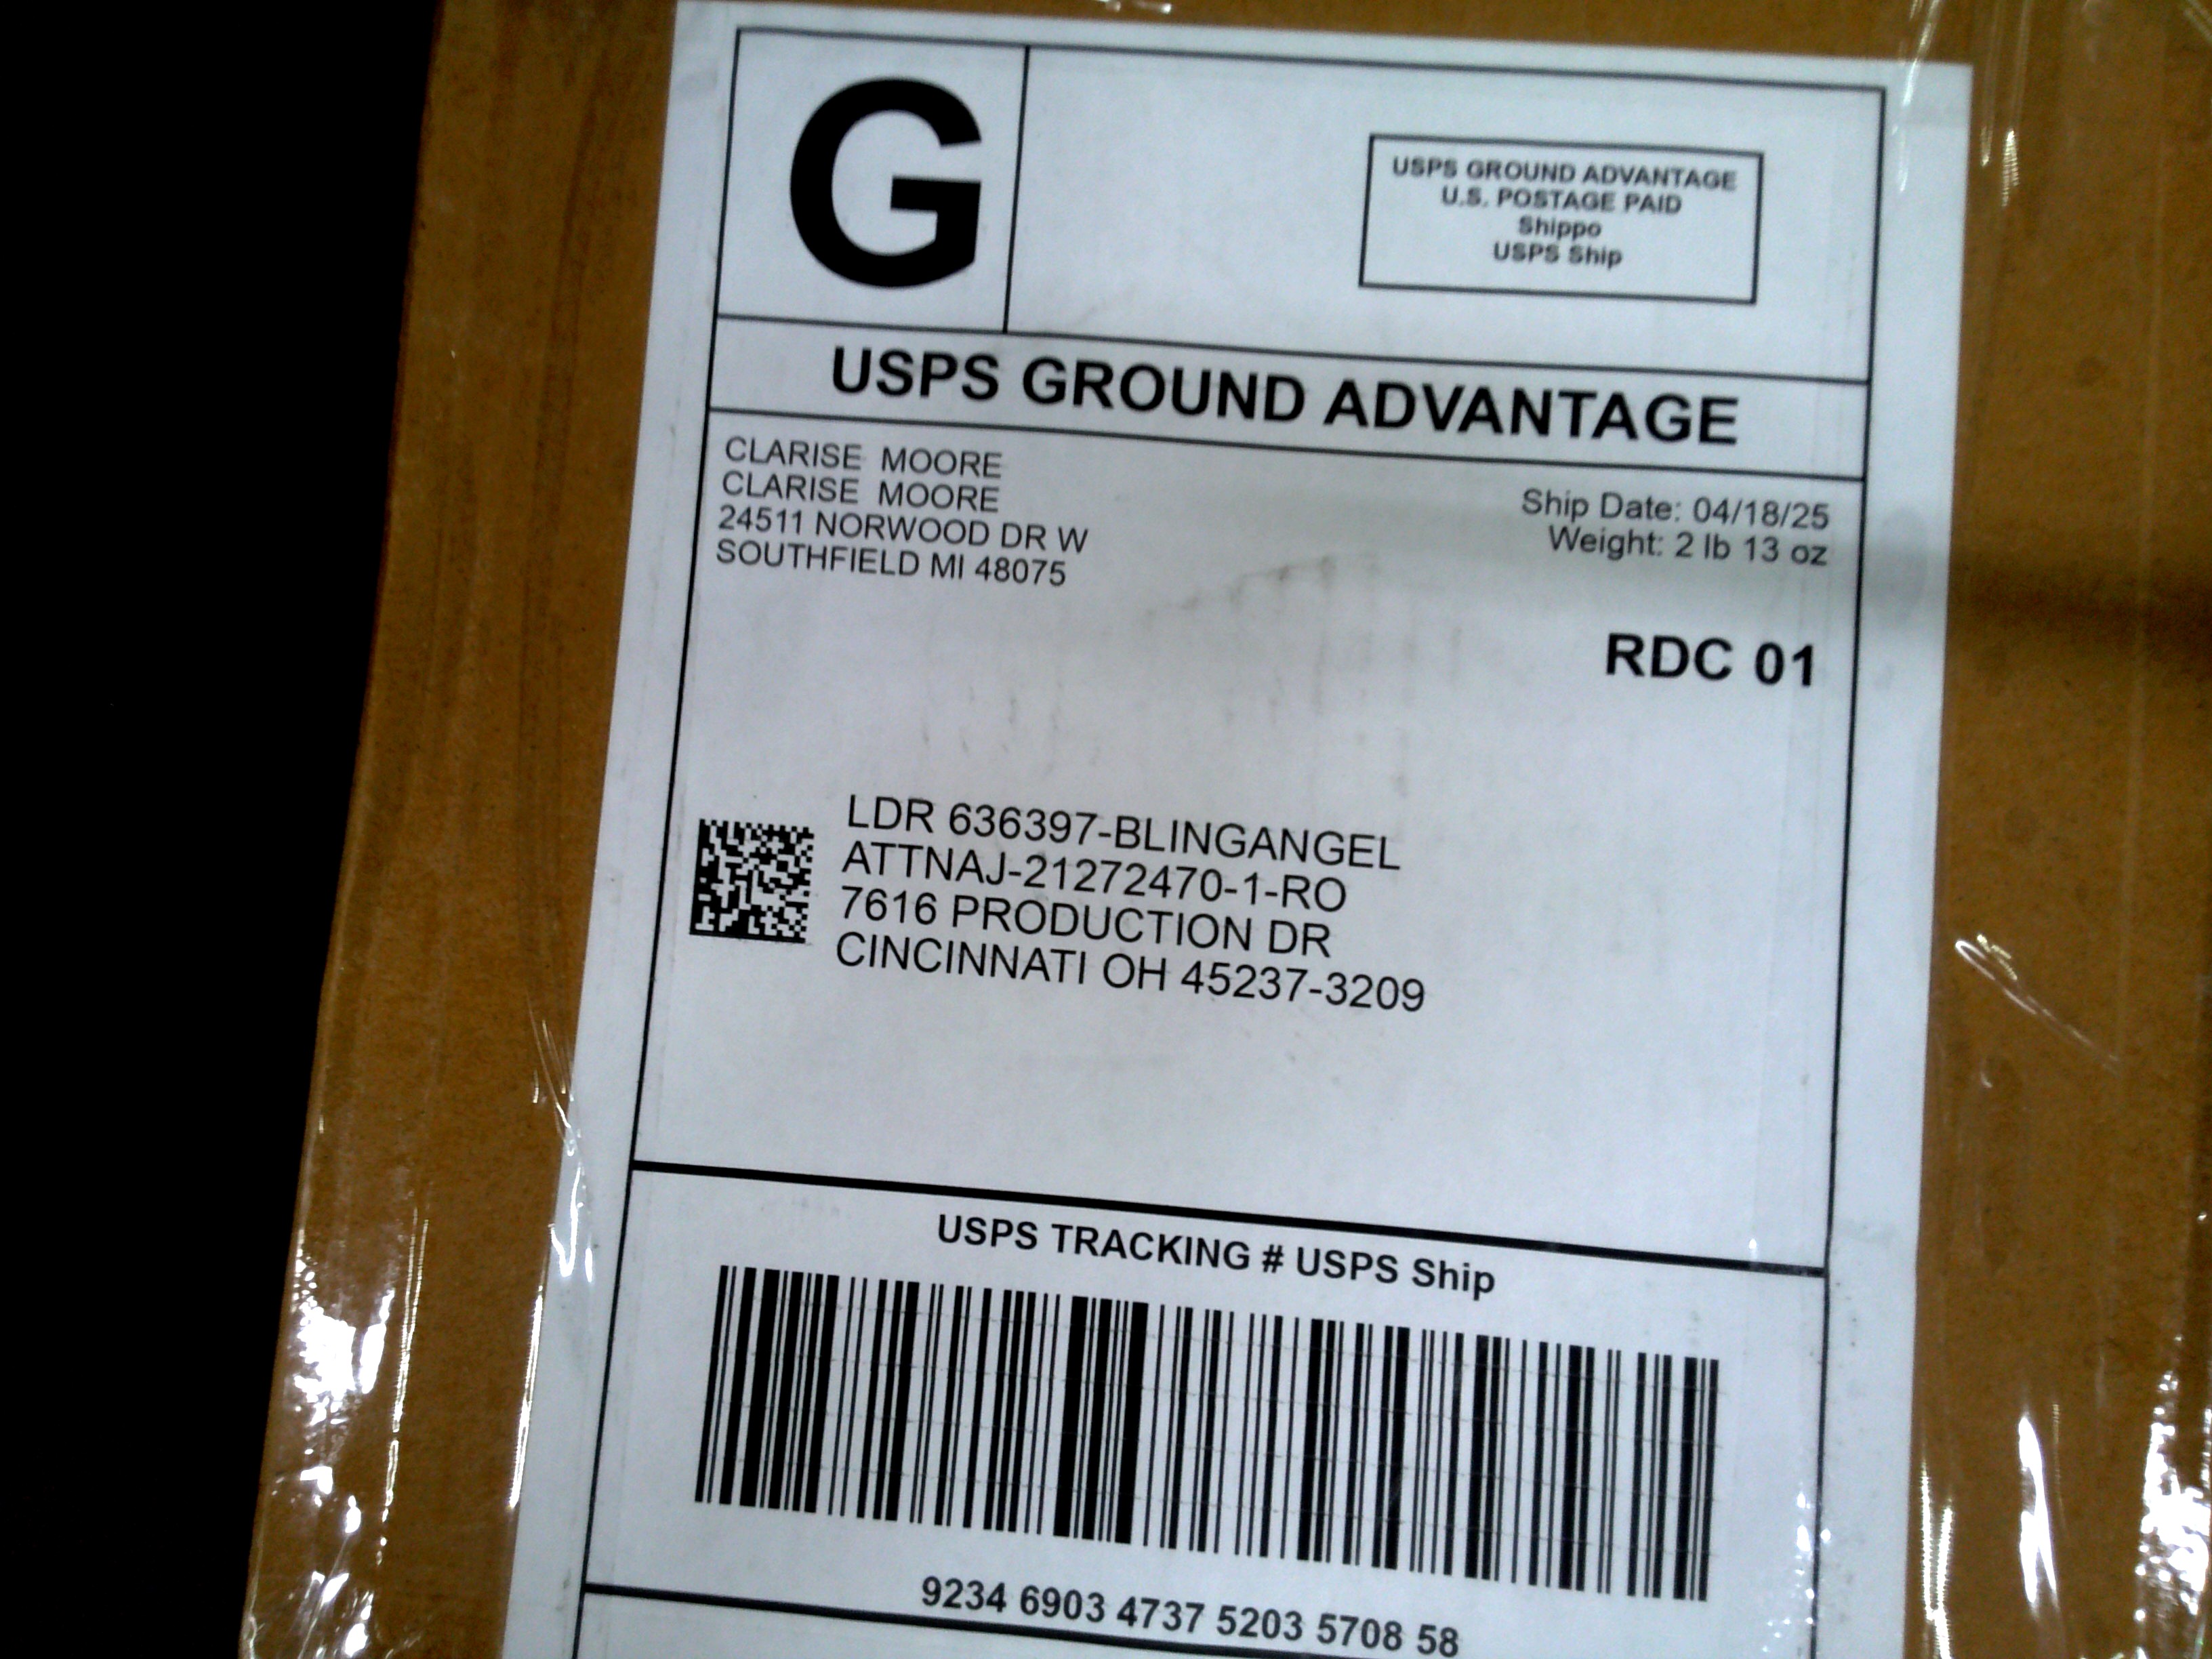 G
USPS GROUND ADVANTAGE
U.S. POSTAGE PAID
Shippo
USPS Ship
USPS GROUND ADVANTAGE
CLARISE MOORE
CLARISE MOORE
24511 NORWOOD DR W
SOUTHFIELD MI 48075
Ship Date: 04/18/25
Weight: 2 lb 13 oz
RDC 01
LDR 636397-BLINGANGEL
ATTNAJ-21272470-1-RO
7616 PRODUCTION DR
CINCINNATI OH 45237-3209
USPS TRACKING # USPS Ship
9234 6903 4737 5203 5708 58